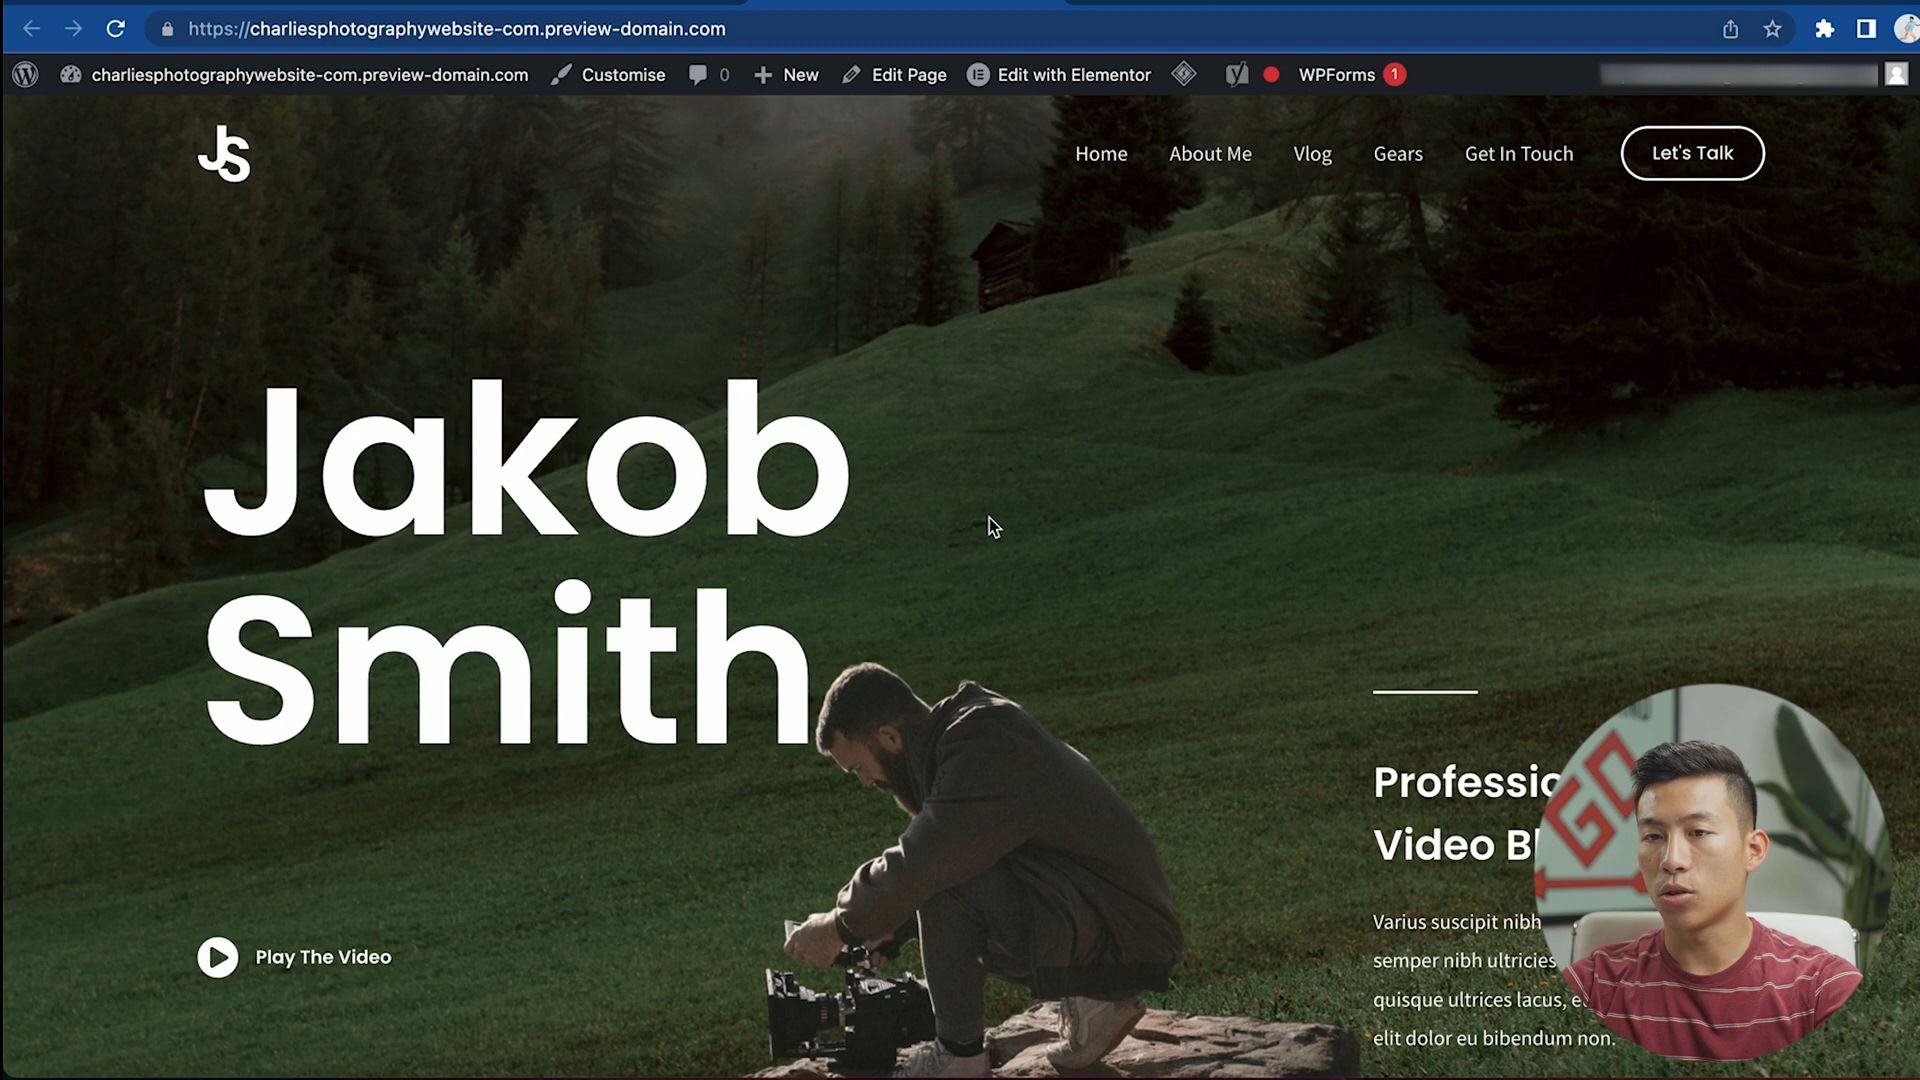 https://charliesphotographywebsite-com.preview-domain.com
charliesphotographywebsite-com.preview-domain.com Customise 0 New Edit Page Edit with Elementor WPForms 1
JS
Home About Me Vlog Gears Get In Touch Let's Talk
Jakob
Smith
Professio
Video B
Varius suscipit nibh
semper nibh ultricies
quisque ultrices lacus, e
elit dolor eu bibendum non.
Play The Video
GO